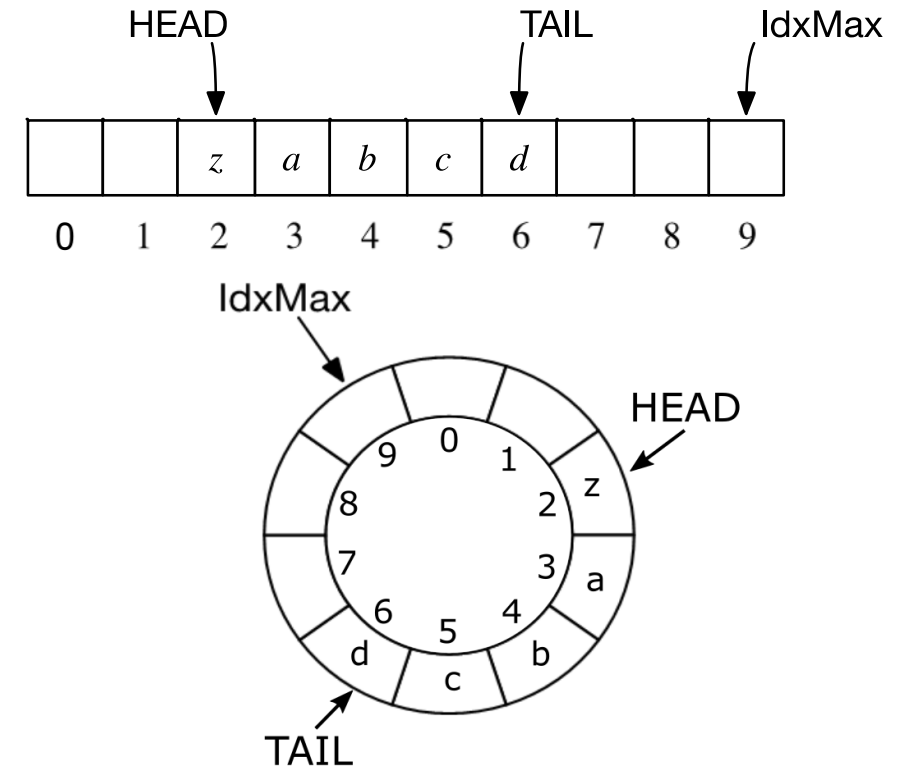 HEAD TAIL IdxMax
z a b c d
0 1 2 3 4 5 6 7 8 9
IdxMax
HEAD
0
9 1
z
8 2
7 3 a
6 4
5
d b
c
TAIL